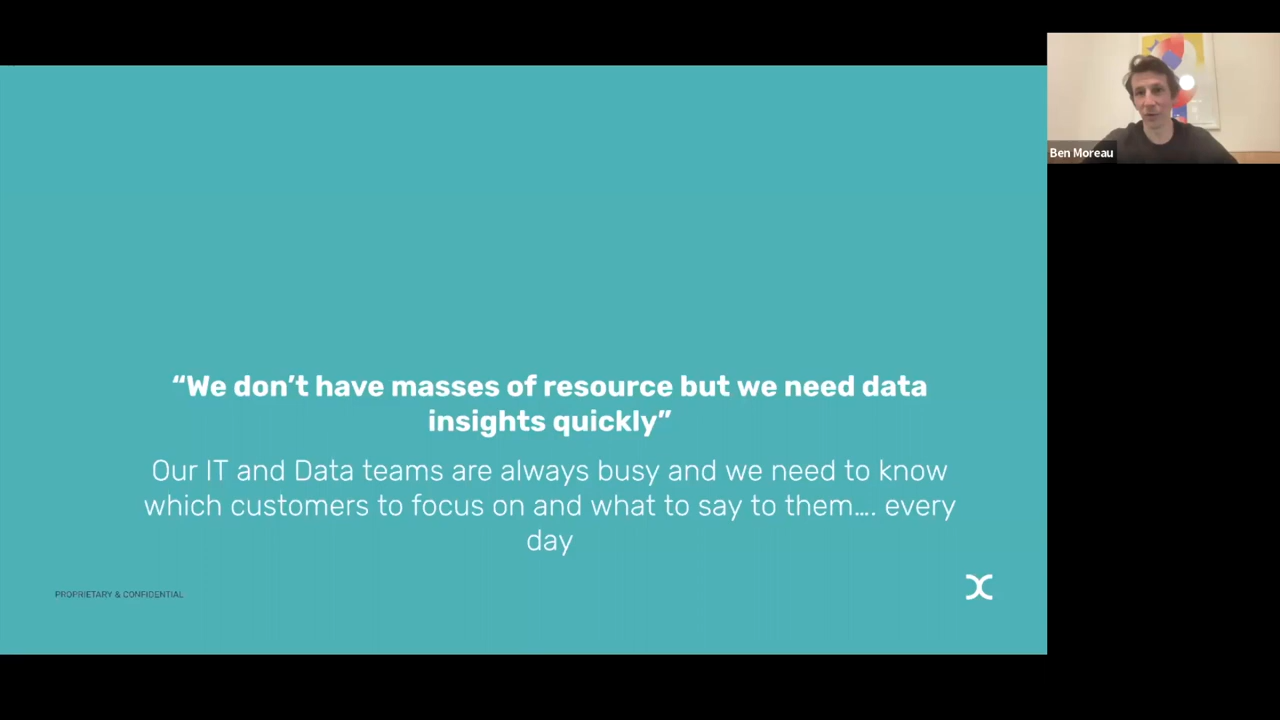 “We don’t have masses of resource but we need data
insights quickly”
Our IT and Data teams are always busy and we need to know
which customers to focus on and what to say to them.... every
day
PROPRIETARY & CONFIDENTIAL
Ben Moreau